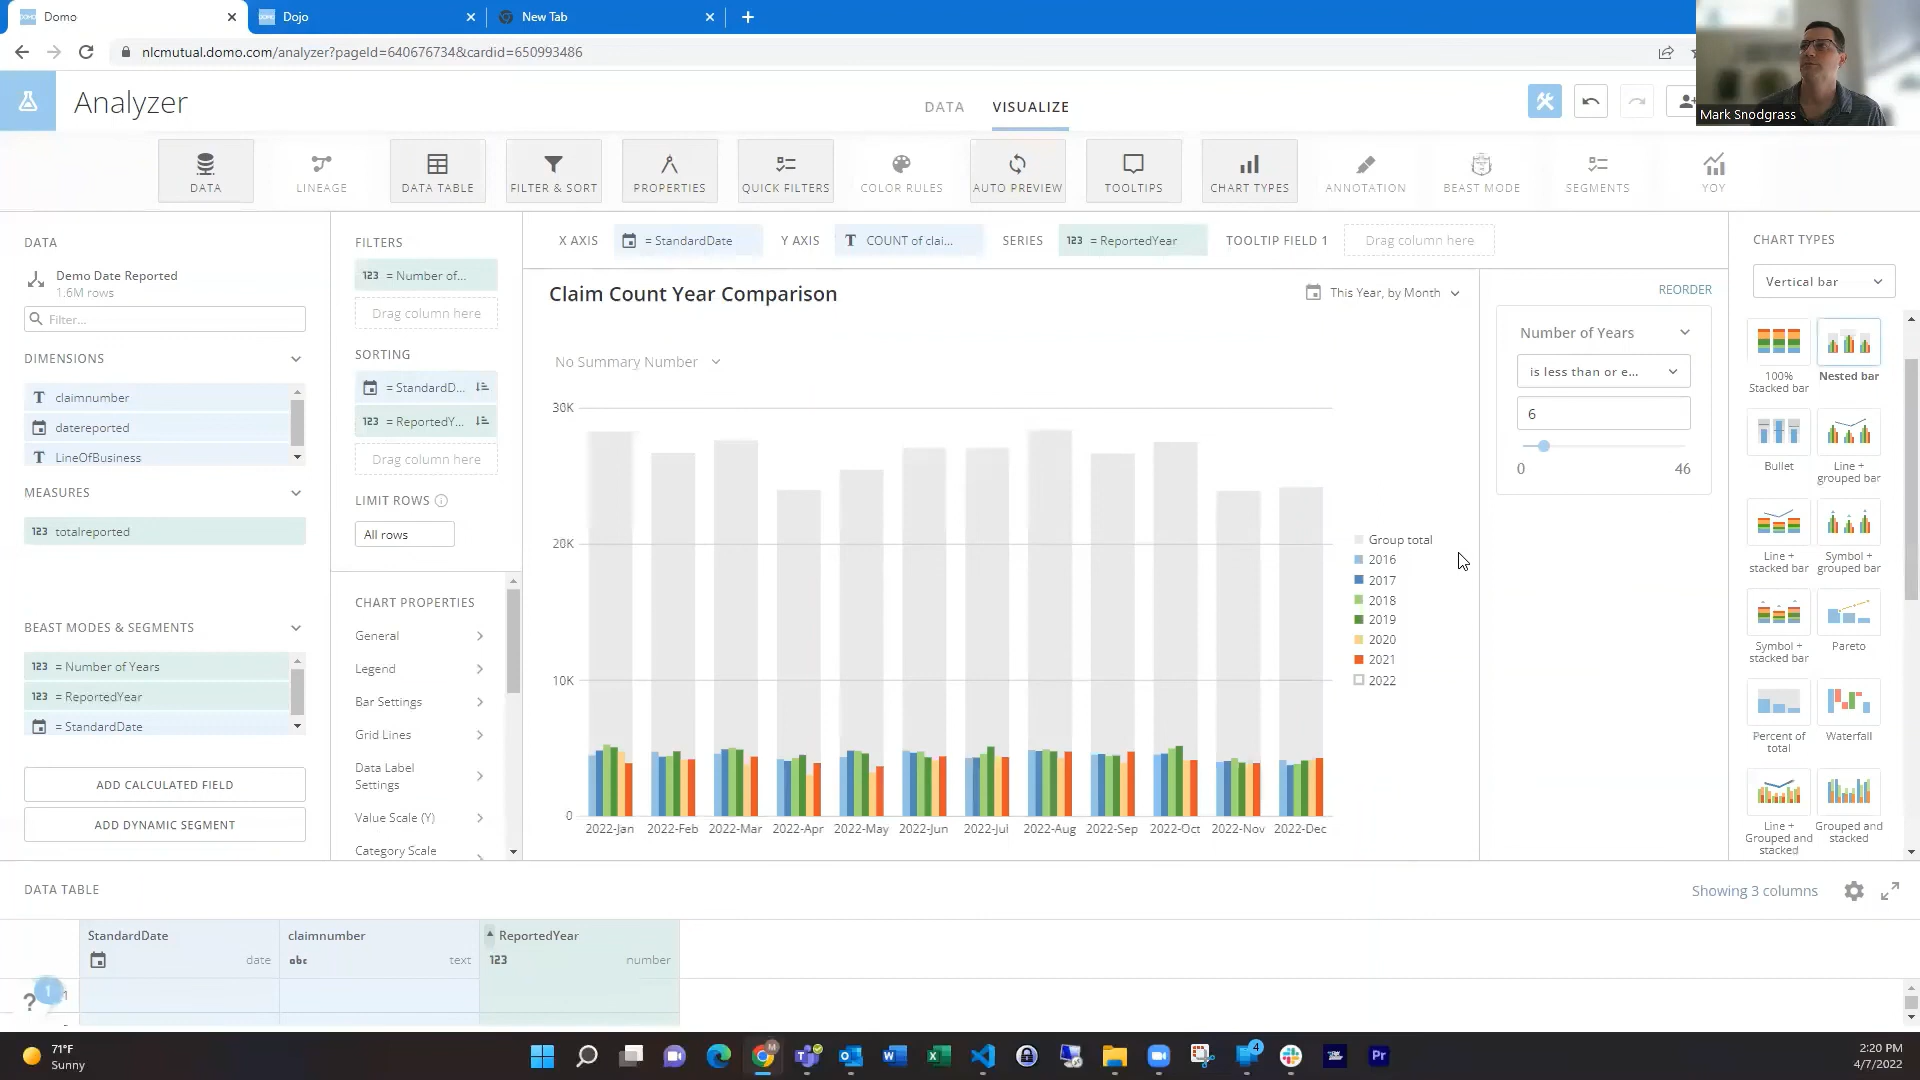 Domo
Dojo
New Tab
nlcmutual.domo.com/analyzer?pageId=640676734&cardid=650993486
Mark Snodgrass
Analyzer
DATA
VISUALIZE
DATA
LINEAGE
DATA TABLE
FILTER & SORT
PROPERTIES
QUICK FILTERS
COLOR RULES
AUTO PREVIEW
TOOLTIPS
CHART TYPES
ANNOTATION
BEAST MODE
SEGMENTS
YOY
DATA
Demo Date Reported
1.6M rows
Filter...
DIMENSIONS
T claimnumber
datereported
T LineOfBusiness
MEASURES
123 totalreported
BEAST MODES & SEGMENTS
123 = Number of Years
123 = ReportedYear
= StandardDate
ADD CALCULATED FIELD
ADD DYNAMIC SEGMENT
FILTERS
123 = Number of...
Drag column here
SORTING
= StandardD...
123 = ReportedY...
Drag column here
LIMIT ROWS
All rows
CHART PROPERTIES
General
Legend
Bar Settings
Grid Lines
Data Label
Settings
Value Scale (Y)
Category Scale
X AXIS
= StandardDate
Y AXIS
T COUNT of clai...
SERIES
123 = ReportedYear
TOOLTIP FIELD 1
Drag column here
Claim Count Year Comparison
This Year, by Month
No Summary Number
30K
20K
10K
0
2022-Jan
2022-Feb
2022-Mar
2022-Apr
2022-May
2022-Jun
2022-Jul
2022-Aug
2022-Sep
2022-Oct
2022-Nov
2022-Dec
Group total
2016
2017
2018
2019
2020
2021
2022
REORDER
Number of Years
is less than or e...
6
0
46
CHART TYPES
Vertical bar
100%
Stacked bar
Nested bar
Bullet
Line +
grouped bar
Line +
stacked bar
Symbol +
grouped bar
Symbol +
stacked bar
Pareto
Percent of
total
Waterfall
Line +
Grouped and
stacked
Grouped and
stacked
DATA TABLE
Showing 3 columns
StandardDate
date
claimnumber
abc
text
ReportedYear
123
number
1
?
1
71°F
Sunny
4
Pr
2:20 PM
4/7/2022